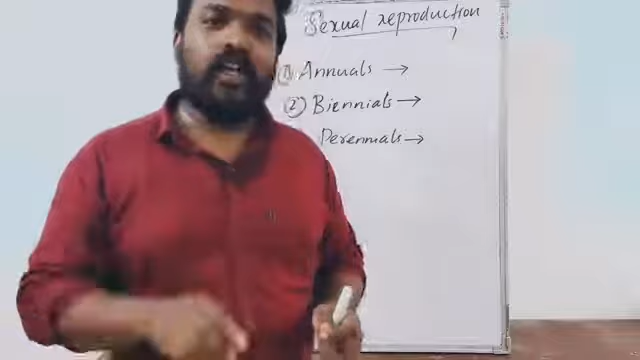 Sexual reproduction
① Annuals →
② Biennials →
Perennials →